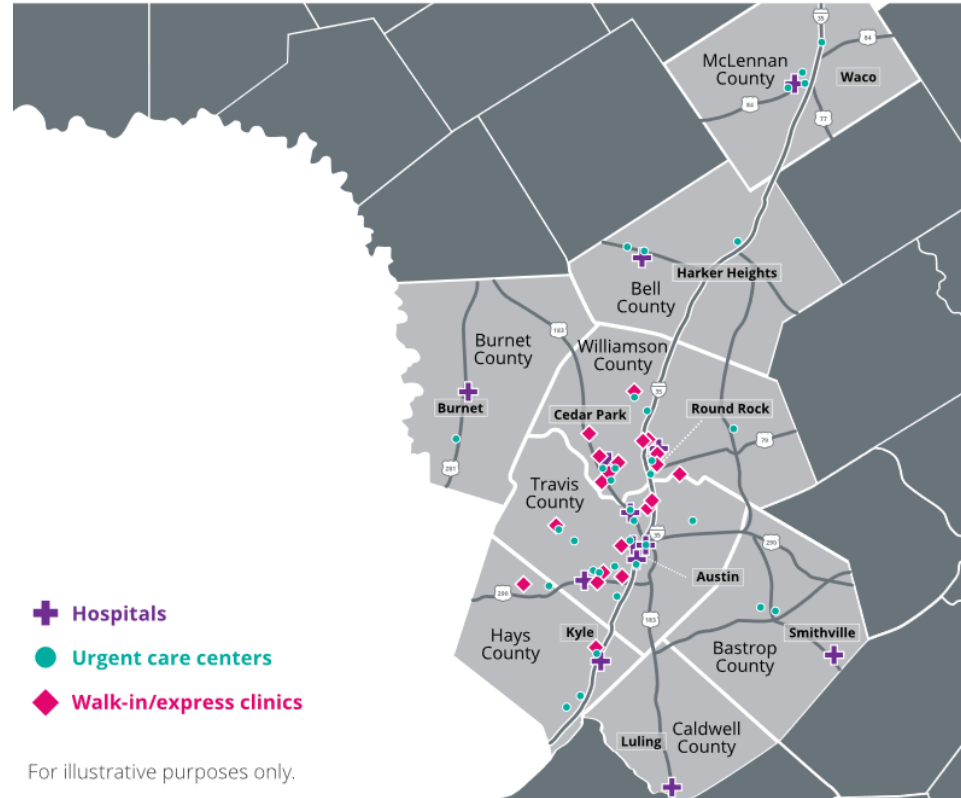 35
84
McLennan
County
Waco
84
77
Harker Heights
Bell
County
183
Burnet
County
Williamson
County
35
Burnet
Cedar Park
Round Rock
79
281
Travis
County
35
290
Austin
290
183
Hays
County
Kyle
Smithville
Bastrop
County
Luling
Caldwell
County
Hospitals
Urgent care centers
Walk-in/express clinics
For illustrative purposes only.